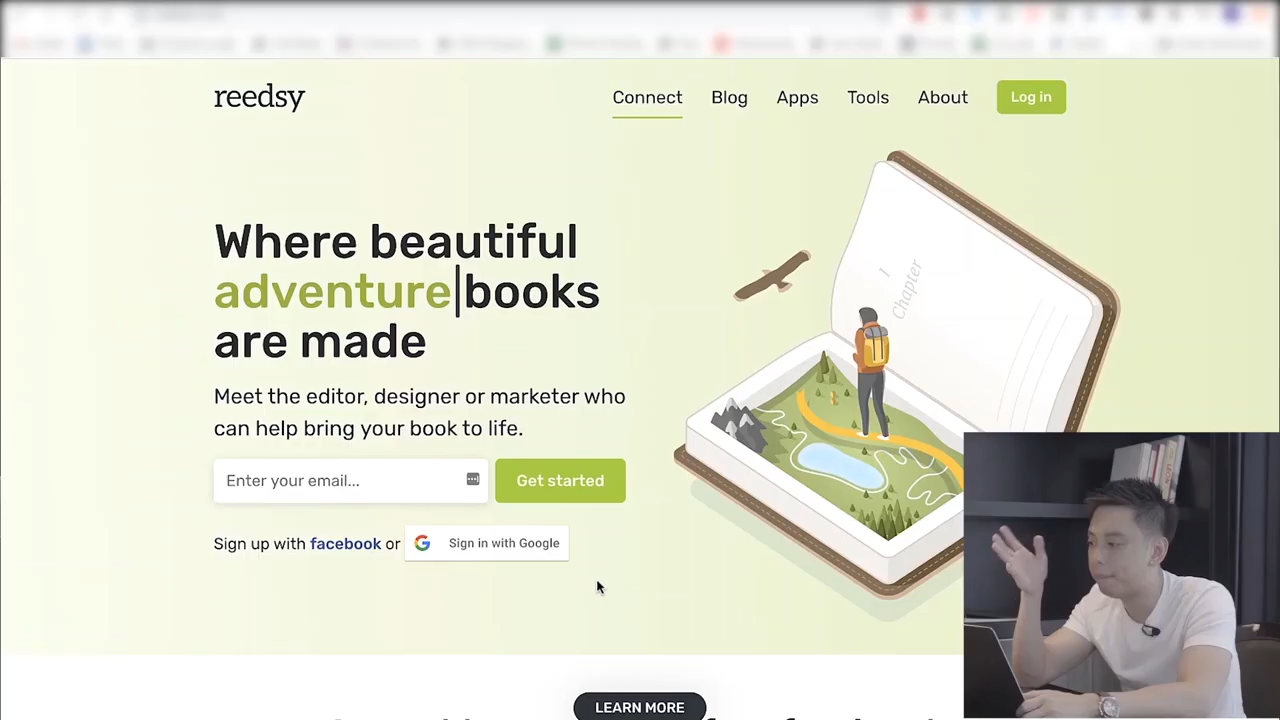 reedsy
Connect
Blog
Apps
Tools
About
Log in
Where beautiful
adventure|books
are made
Meet the editor, designer or marketer who
can help bring your book to life.
Enter your email...
Get started
Sign up with facebook or
Sign in with Google
1
Chapter
LEARN MORE